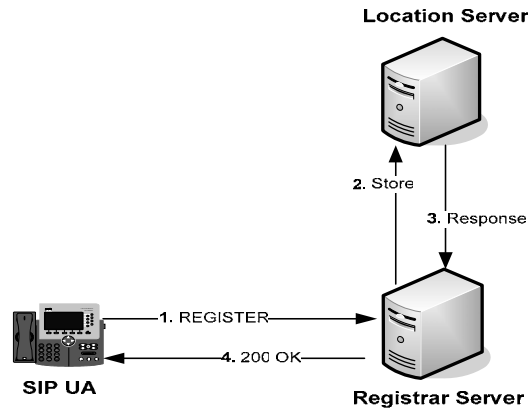 Location Server
2. Store
3. Response
1. REGISTER
4. 200 OK
SIP UA
Registrar Server